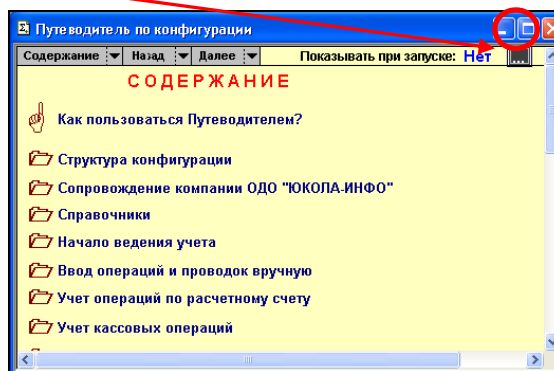 Путеводитель по конфигурации
Содержание Назад Далее Показывать при запуске: Нет ...
СОДЕРЖАНИЕ
Как пользоваться Путеводителем?
Структура конфигурации
Сопровождение компании ОДО "ЮКОЛА-ИНФО"
Справочники
Начало ведения учета
Ввод операций и проводок вручную
Учет операций по расчетному счету
Учет кассовых операций